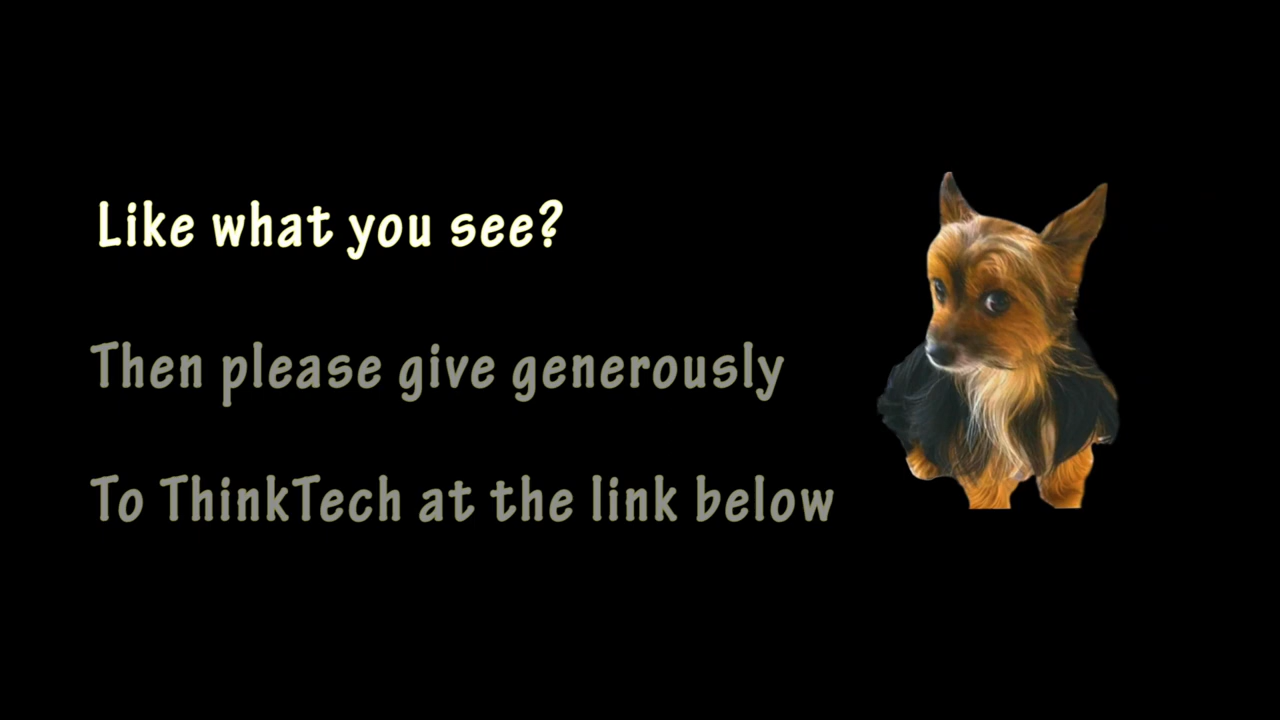 Like what you see?
Then please give generously
To ThinkTech at the link below